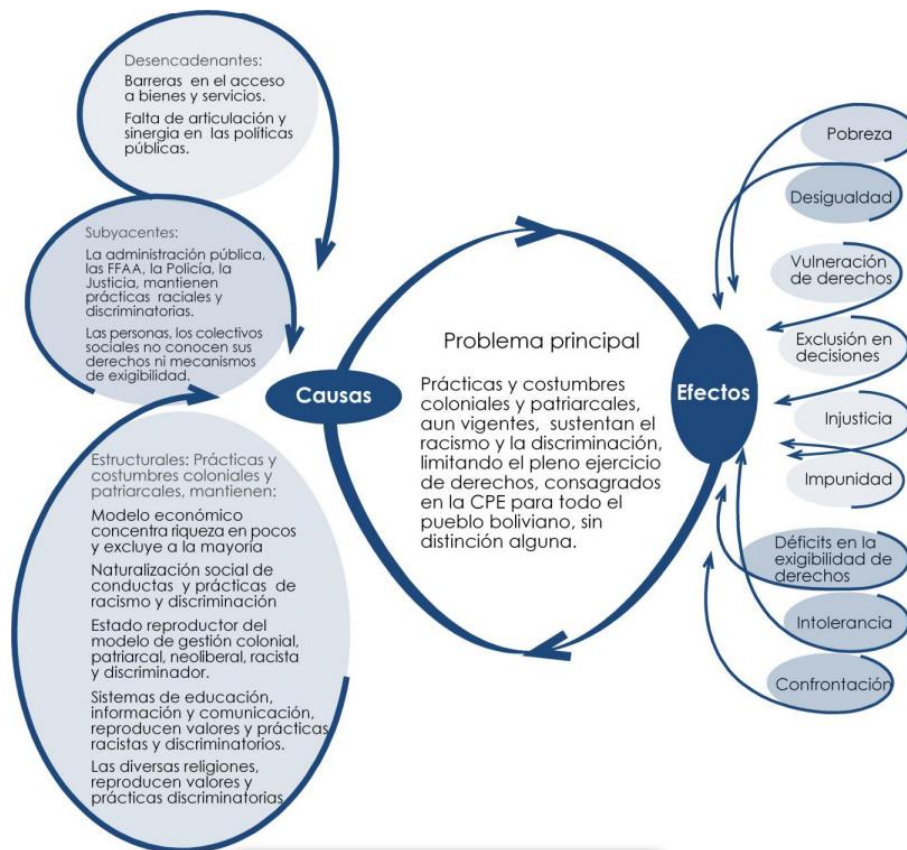 Desencadenantes:
Barreras en el acceso
a bienes y servicios.
Falta de articulación y
sinergia en las políticas
públicas.
Subyacentes:
La administración pública,
las FFAA, la Policía, la
Justicia, mantienen
prácticas raciales y
discriminatorias.
Las personas, los colectivos
sociales no conocen sus
derechos ni mecanismos
de exigibilidad.
Estructurales: Prácticas y
costumbres coloniales y
patriarcales, mantienen:
Modelo económico
concentra riqueza en pocos
y excluye a la mayoría
Naturalización social de
conductas y prácticas de
racismo y discriminación
Estado reproductor del
modelo de gestión colonial,
patriarcal, neoliberal, racista
y discriminador.
Sistemas de educación,
información y comunicación,
reproducen valores y prácticas
racistas y discriminatorios.
Las diversas religiones,
reproducen valores y
prácticas discriminatorias
Causas
Problema principal
Prácticas y costumbres
coloniales y patriarcales,
aun vigentes, sustentan el
racismo y la discriminación,
limitando el pleno ejercicio
de derechos, consagrados
en la CPE para todo el
pueblo boliviano, sin
distinción alguna.
Efectos
Pobreza
Desigualdad
Vulneración
de derechos
Exclusión en
decisiones
Injusticia
Impunidad
Déficits en la
exigibilidad de
derechos
Intolerancia
Confrontación